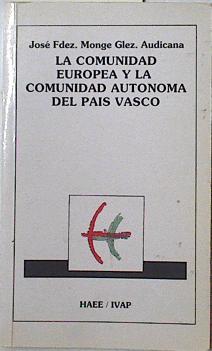 José Fdez. Monge Glez. Audicana
LA COMUNIDAD
EUROPEA Y LA
COMUNIDAD AUTONOMA
DEL PAIS VASCO
HAEE / IVAP